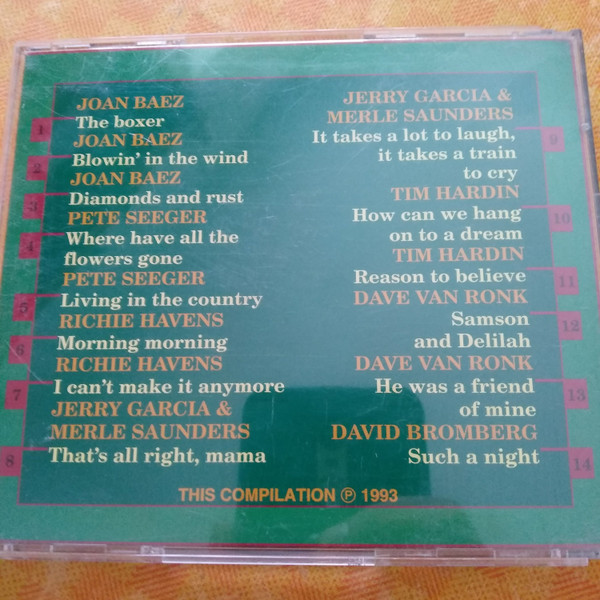 1
JOAN BAEZ
The boxer
2
JOAN BAEZ
Blowin' in the wind
3
JOAN BAEZ
Diamonds and rust
4
PETE SEEGER
Where have all the
flowers gone
5
PETE SEEGER
Living in the country
6
RICHIE HAVENS
Morning morning
7
RICHIE HAVENS
I can't make it anymore
8
JERRY GARCIA &
MERLE SAUNDERS
That's all right, mama
9
JERRY GARCIA &
MERLE SAUNDERS
It takes a lot to laugh,
it takes a train
to cry
10
TIM HARDIN
How can we hang
on to a dream
11
TIM HARDIN
Reason to believe
12
DAVE VAN RONK
Samson
and Delilah
13
DAVE VAN RONK
He was a friend
of mine
14
DAVID BROMBERG
Such a night
THIS COMPILATION ℗ 1993